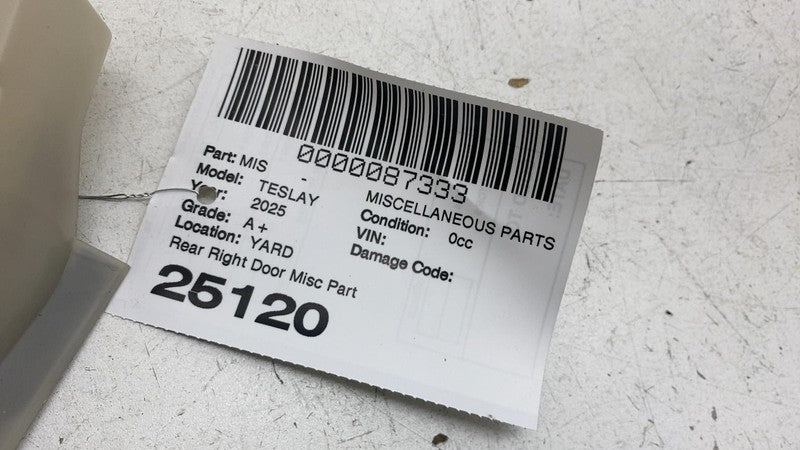 0000087333
Part: MIS - MISCELLANEOUS PARTS
Model: TESLAY Condition: 0cc
Year: 2025 VIN:
Grade: A+ Damage Code:
Location: YARD
Rear Right Door Misc Part
25120